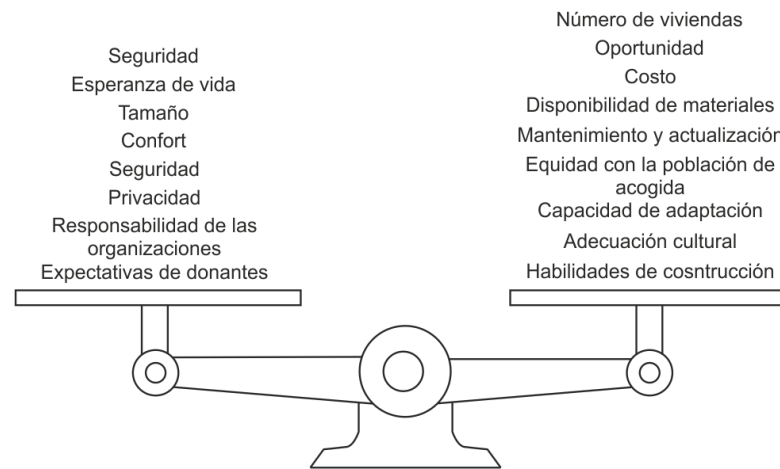 Seguridad
Esperanza de vida
Tamaño
Confort
Seguridad
Privacidad
Responsabilidad de las
organizaciones
Expectativas de donantes
Número de viviendas
Oportunidad
Costo
Disponibilidad de materiales
Mantenimiento y actualización
Equidad con la población de
acogida
Capacidad de adaptación
Adecuación cultural
Habilidades de cosntrucción